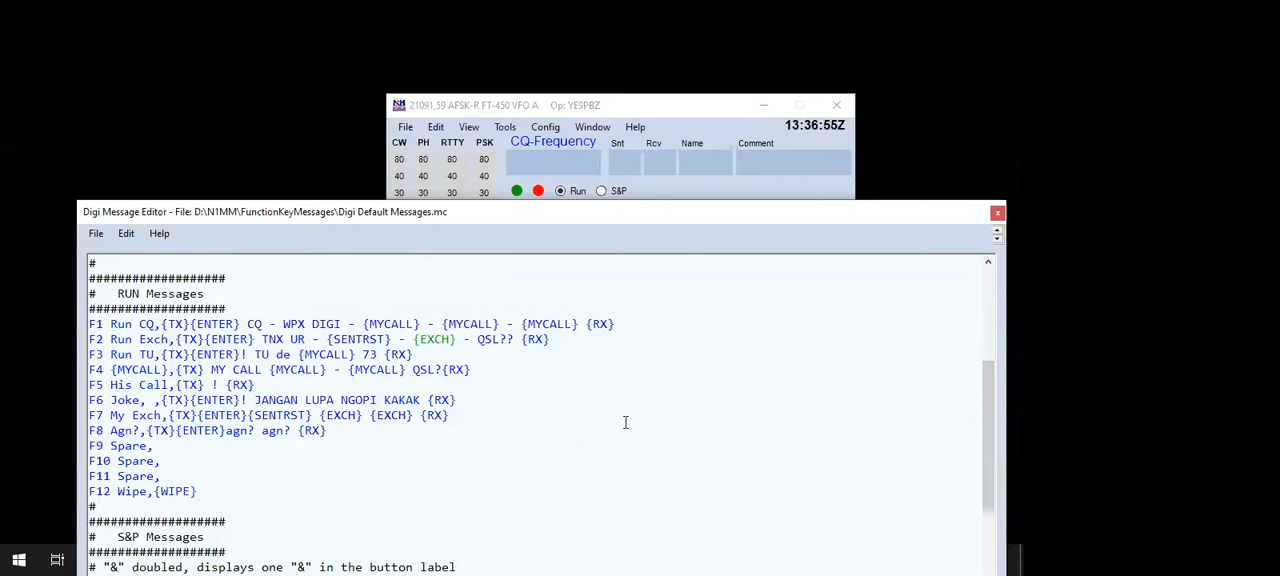 21091,59 AFSK-R FT-450 VFO A Op: YE9PBZ
File Edit View Tools Config Window Help 13:36:55Z
CW PH RTTY PSK CQ-Frequency Snt Rcv Name Comment
80 80 80 80
40 40 40 40
30 30 30 30 Run S&P
Digi Message Editor - File: D:\N1MM\FunctionKeyMessages\Digi Default Messages.mc
File Edit Help
#
###################
# RUN Messages
###################
F1 Run CQ,{TX}{ENTER} CQ - WPX DIGI - {MYCALL} - {MYCALL} - {MYCALL} {RX}
F2 Run Exch,{TX}{ENTER} TNX UR - {SENTRST} - {EXCH} - QSL?? {RX}
F3 Run TU,{TX}{ENTER}! TU de {MYCALL} 73 {RX}
F4 {MYCALL},{TX} MY CALL {MYCALL} - {MYCALL} QSL?{RX}
F5 His Call,{TX} ! {RX}
F6 Joke, ,{TX}{ENTER}! JANGAN LUPA NGOPI KAKAK {RX}
F7 My Exch,{TX}{ENTER}{SENTRST} {EXCH} {EXCH} {RX}
F8 Agn?,{TX}{ENTER}agn? agn? {RX}
F9 Spare,
F10 Spare,
F11 Spare,
F12 Wipe,{WIPE}
#
###################
# S&P Messages
###################
# "&" doubled, displays one "&" in the button label